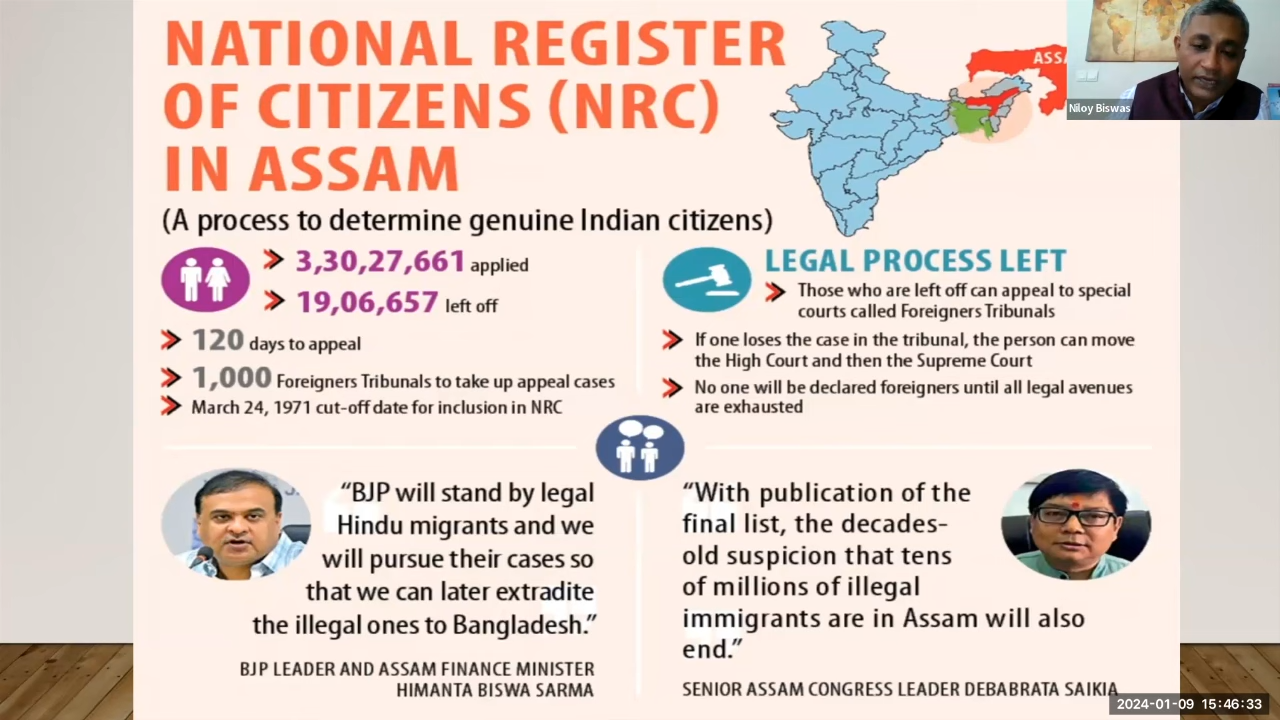 NATIONAL REGISTER
OF CITIZENS (NRC)
IN ASSAM
(A process to determine genuine Indian citizens)
Niloy Biswas
3,30,27,661 applied
19,06,657 left off
120 days to appeal
1,000 Foreigners Tribunals to take up appeal cases
March 24, 1971 cut-off date for inclusion in NRC
LEGAL PROCESS LEFT
Those who are left off can appeal to special
courts called Foreigners Tribunals
If one loses the case in the tribunal, the person can move
the High Court and then the Supreme Court
No one will be declared foreigners until all legal avenues
are exhausted
“BJP will stand by legal
Hindu migrants and we
will pursue their cases so
that we can later extradite
the illegal ones to Bangladesh.”
BJP LEADER AND ASSAM FINANCE MINISTER
HIMANTA BISWA SARMA
“With publication of the
final list, the decades-
old suspicion that tens
of millions of illegal
immigrants are in Assam will also
end.”
SENIOR ASSAM CONGRESS LEADER DEBABRATA SAIKIA
2024-01-09 15:46:33